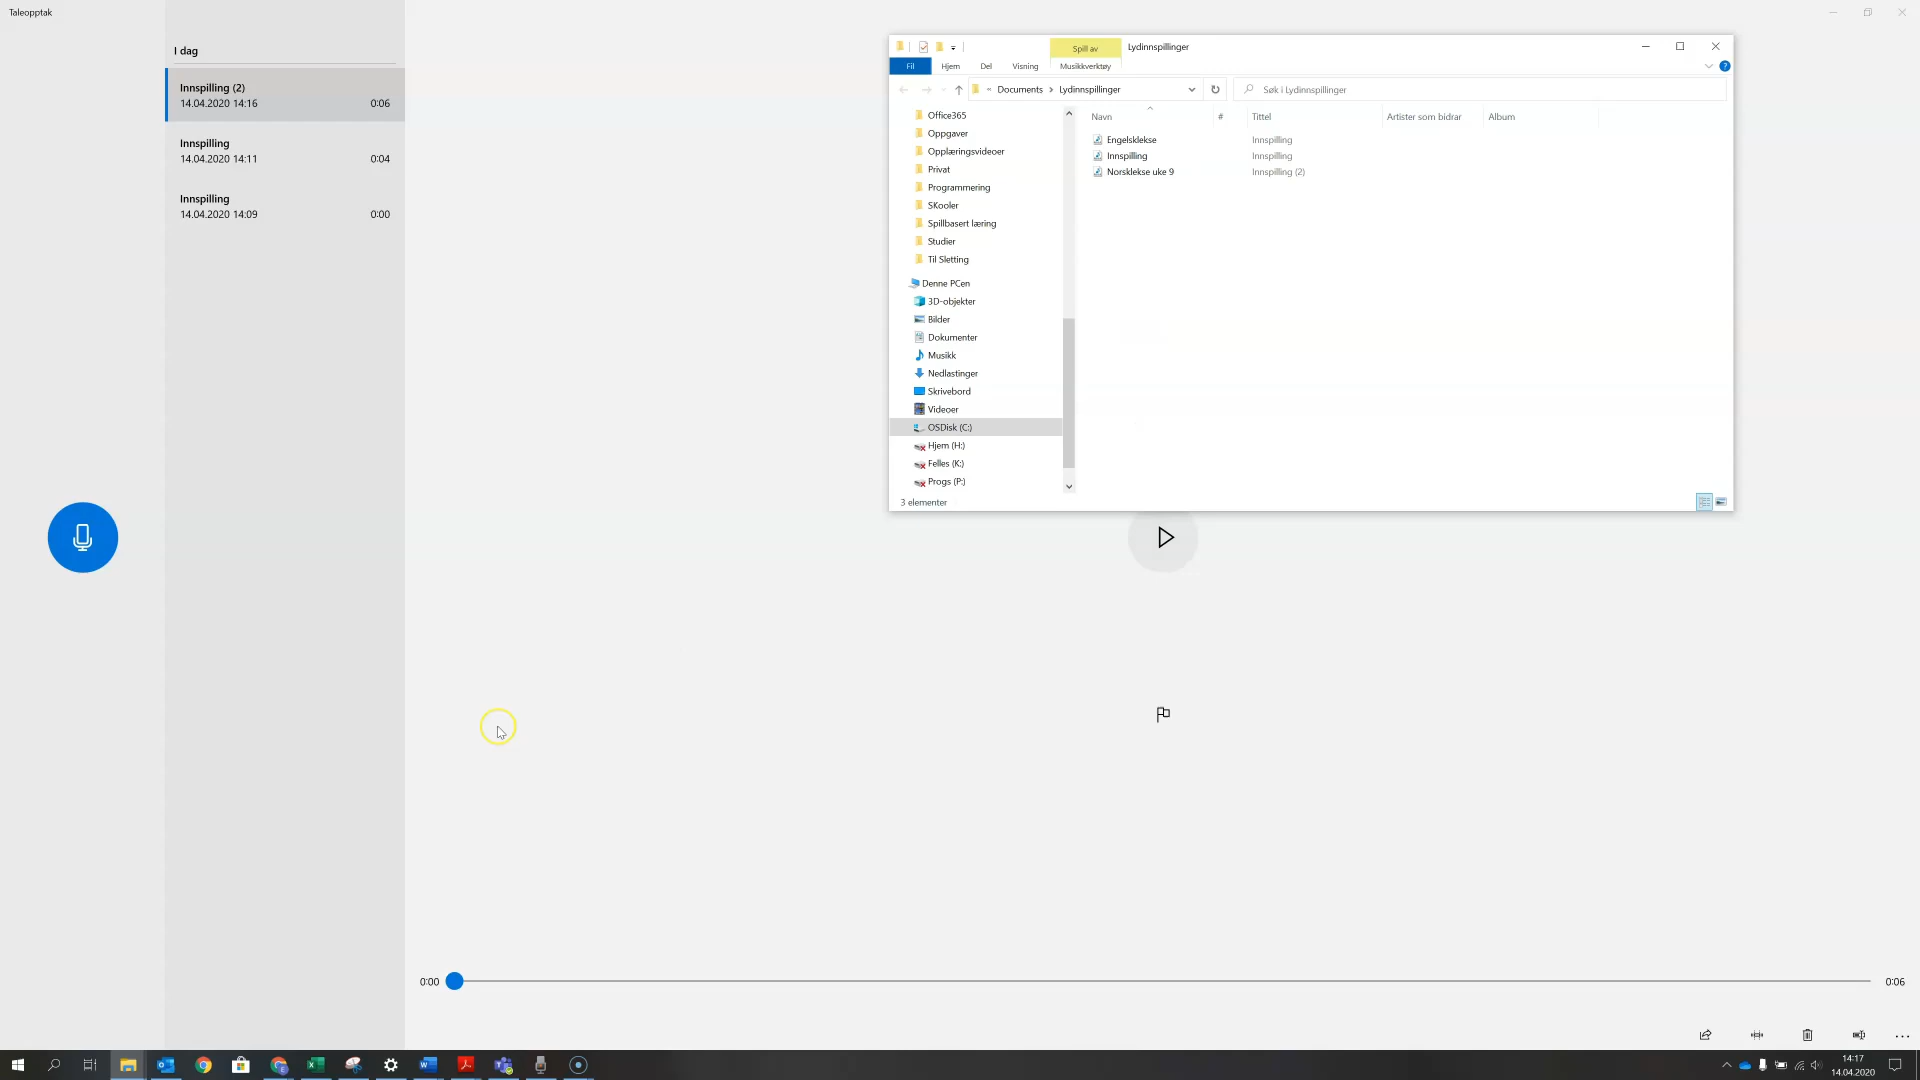 Taleopptak
I dag
Innspilling (2)
14.04.2020 14:16 0:06
Innspilling
14.04.2020 14:11 0:04
Innspilling
14.04.2020 14:09 0:00
Spill av
Lydinnspillinger
Fil Hjem Del Visning Musikkverktøy
« Documents > Lydinnspillinger
Søk i Lydinnspillinger
Office365
Oppgaver
Opplæringsvideoer
Privat
Programmering
SKooler
Spillbasert læring
Studier
Til Sletting
Denne PCen
3D-objekter
Bilder
Dokumenter
Musikk
Nedlastinger
Skrivebord
Videoer
OSDisk (C:)
Hjem (H:)
Felles (K:)
Progs (P:)
Navn # Tittel Artister som bidrar Album
Engelsklekse Innspilling
Innspilling Innspilling
Norsklekse uke 9 Innspilling (2)
3 elementer
0:00
0:06
14:17
14.04.2020